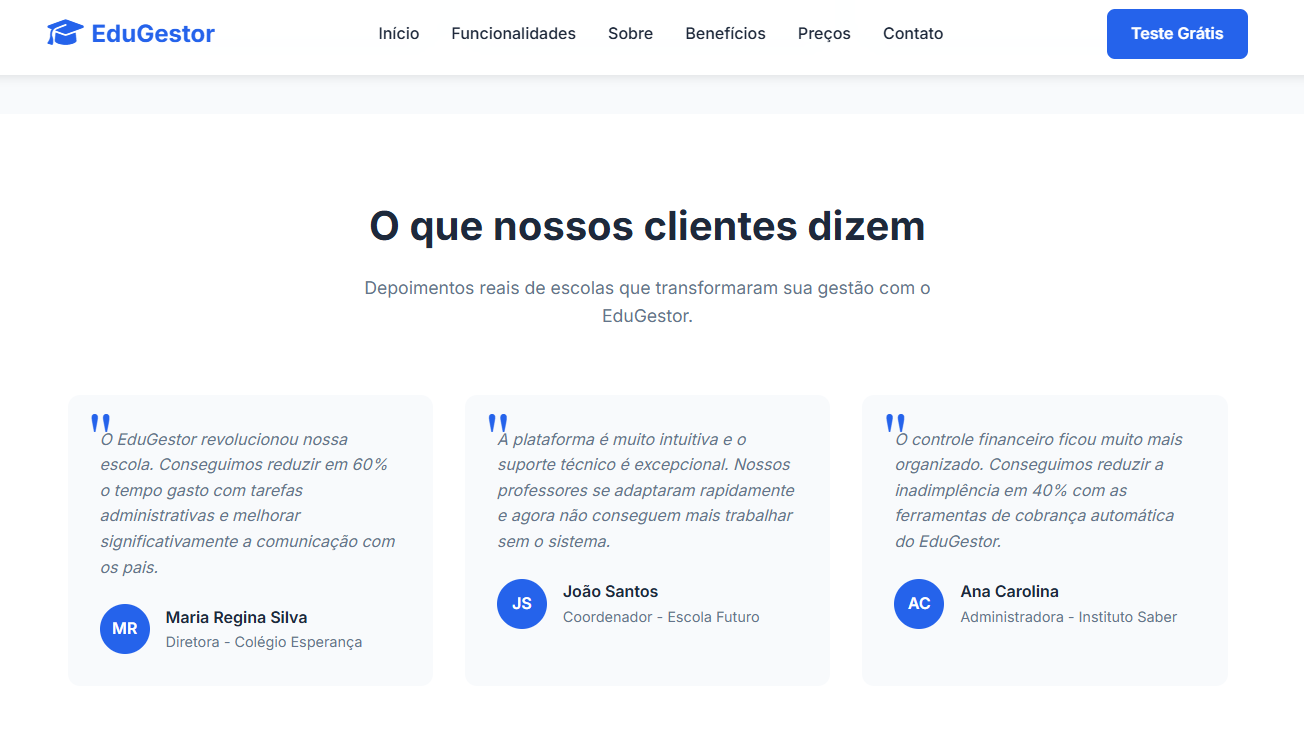 EduGestor
Início
Funcionalidades
Sobre
Benefícios
Preços
Contato
Teste Grátis
O que nossos clientes dizem
Depoimentos reais de escolas que transformaram sua gestão com o
EduGestor.
"
O EduGestor revolucionou nossa
escola. Conseguimos reduzir em 60%
o tempo gasto com tarefas
administrativas e melhorar
significativamente a comunicação com
os pais.
MR
Maria Regina Silva
Diretora - Colégio Esperança
"
A plataforma é muito intuitiva e o
suporte técnico é excepcional. Nossos
professores se adaptaram rapidamente
e agora não conseguem mais trabalhar
sem o sistema.
JS
João Santos
Coordenador - Escola Futuro
"
O controle financeiro ficou muito mais
organizado. Conseguimos reduzir a
inadimplência em 40% com as
ferramentas de cobrança automática
do EduGestor.
AC
Ana Carolina
Administradora - Instituto Saber